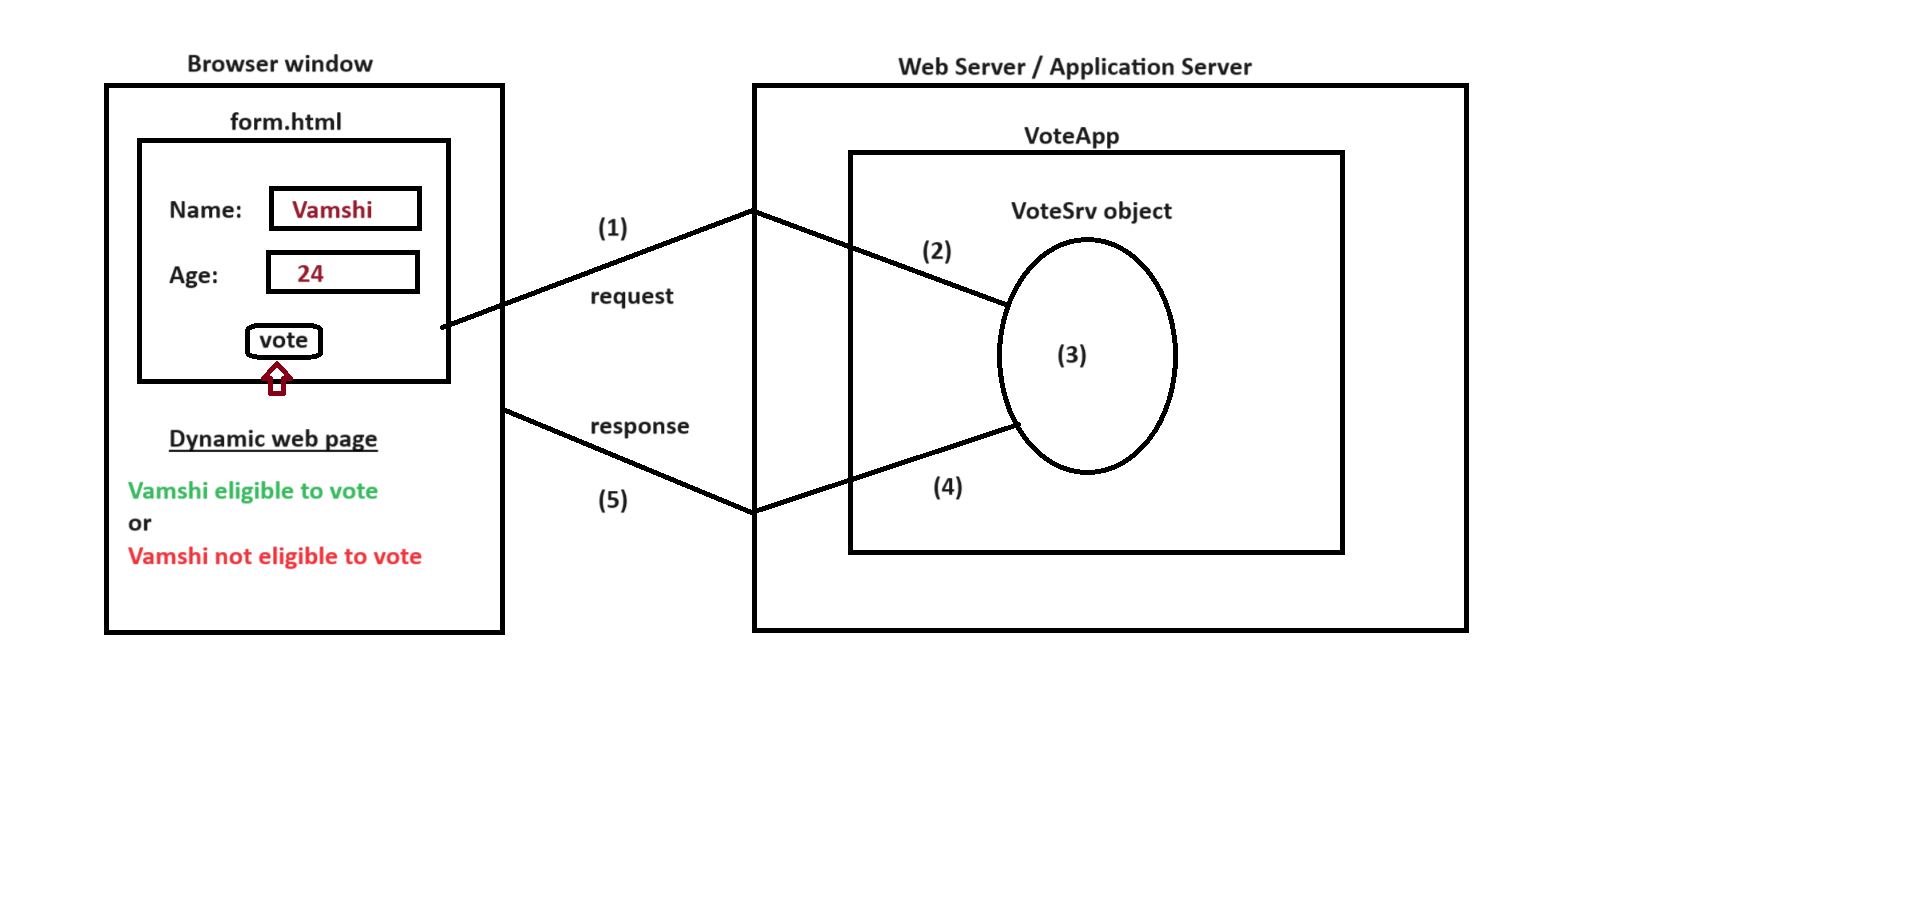 Browser window
form.html
Name: Vamshi
Age: 24
vote
Dynamic web page
Vamshi eligible to vote
or
Vamshi not eligible to vote
(1)
request
response
(5)
Web Server / Application Server
VoteApp
VoteSrv object
(2)
(3)
(4)